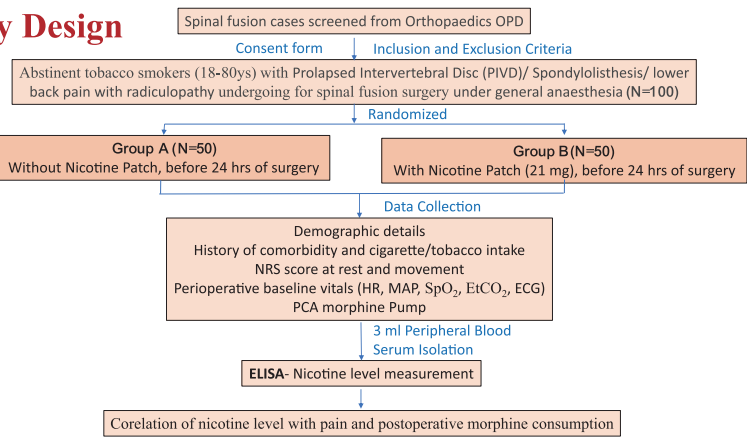 y Design
Spinal fusion cases screened from Orthopaedics OPD
Consent form
Inclusion and Exclusion Criteria
Abstinent tobacco smokers (18-80ys) with Prolapsed Intervertebral Disc (PIVD)/ Spondylolisthesis/ lower
back pain with radiculopathy undergoing for spinal fusion surgery under general anaesthesia (N=100)
Randomized
Group A (N=50)
Without Nicotine Patch, before 24 hrs of surgery
Group B (N=50)
With Nicotine Patch (21 mg), before 24 hrs of surgery
Data Collection
Demographic details
History of comorbidity and cigarette/tobacco intake
NRS score at rest and movement
Perioperative baseline vitals (HR, MAP, SpO₂, EtCO₂, ECG)
PCA morphine Pump
3 ml Peripheral Blood
Serum Isolation
ELISA- Nicotine level measurement
Corelation of nicotine level with pain and postoperative morphine consumption